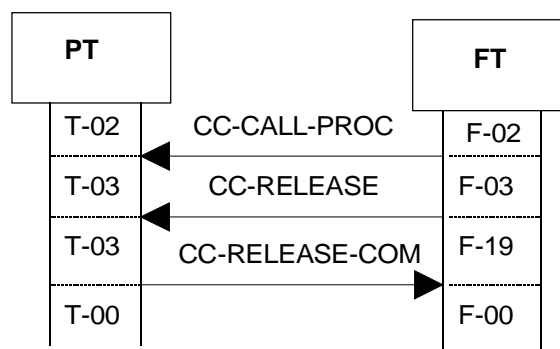 PT FT
T-02 CC-CALL-PROC F-02
T-03 CC-RELEASE F-03
T-03 CC-RELEASE-COM F-19
T-00 F-00